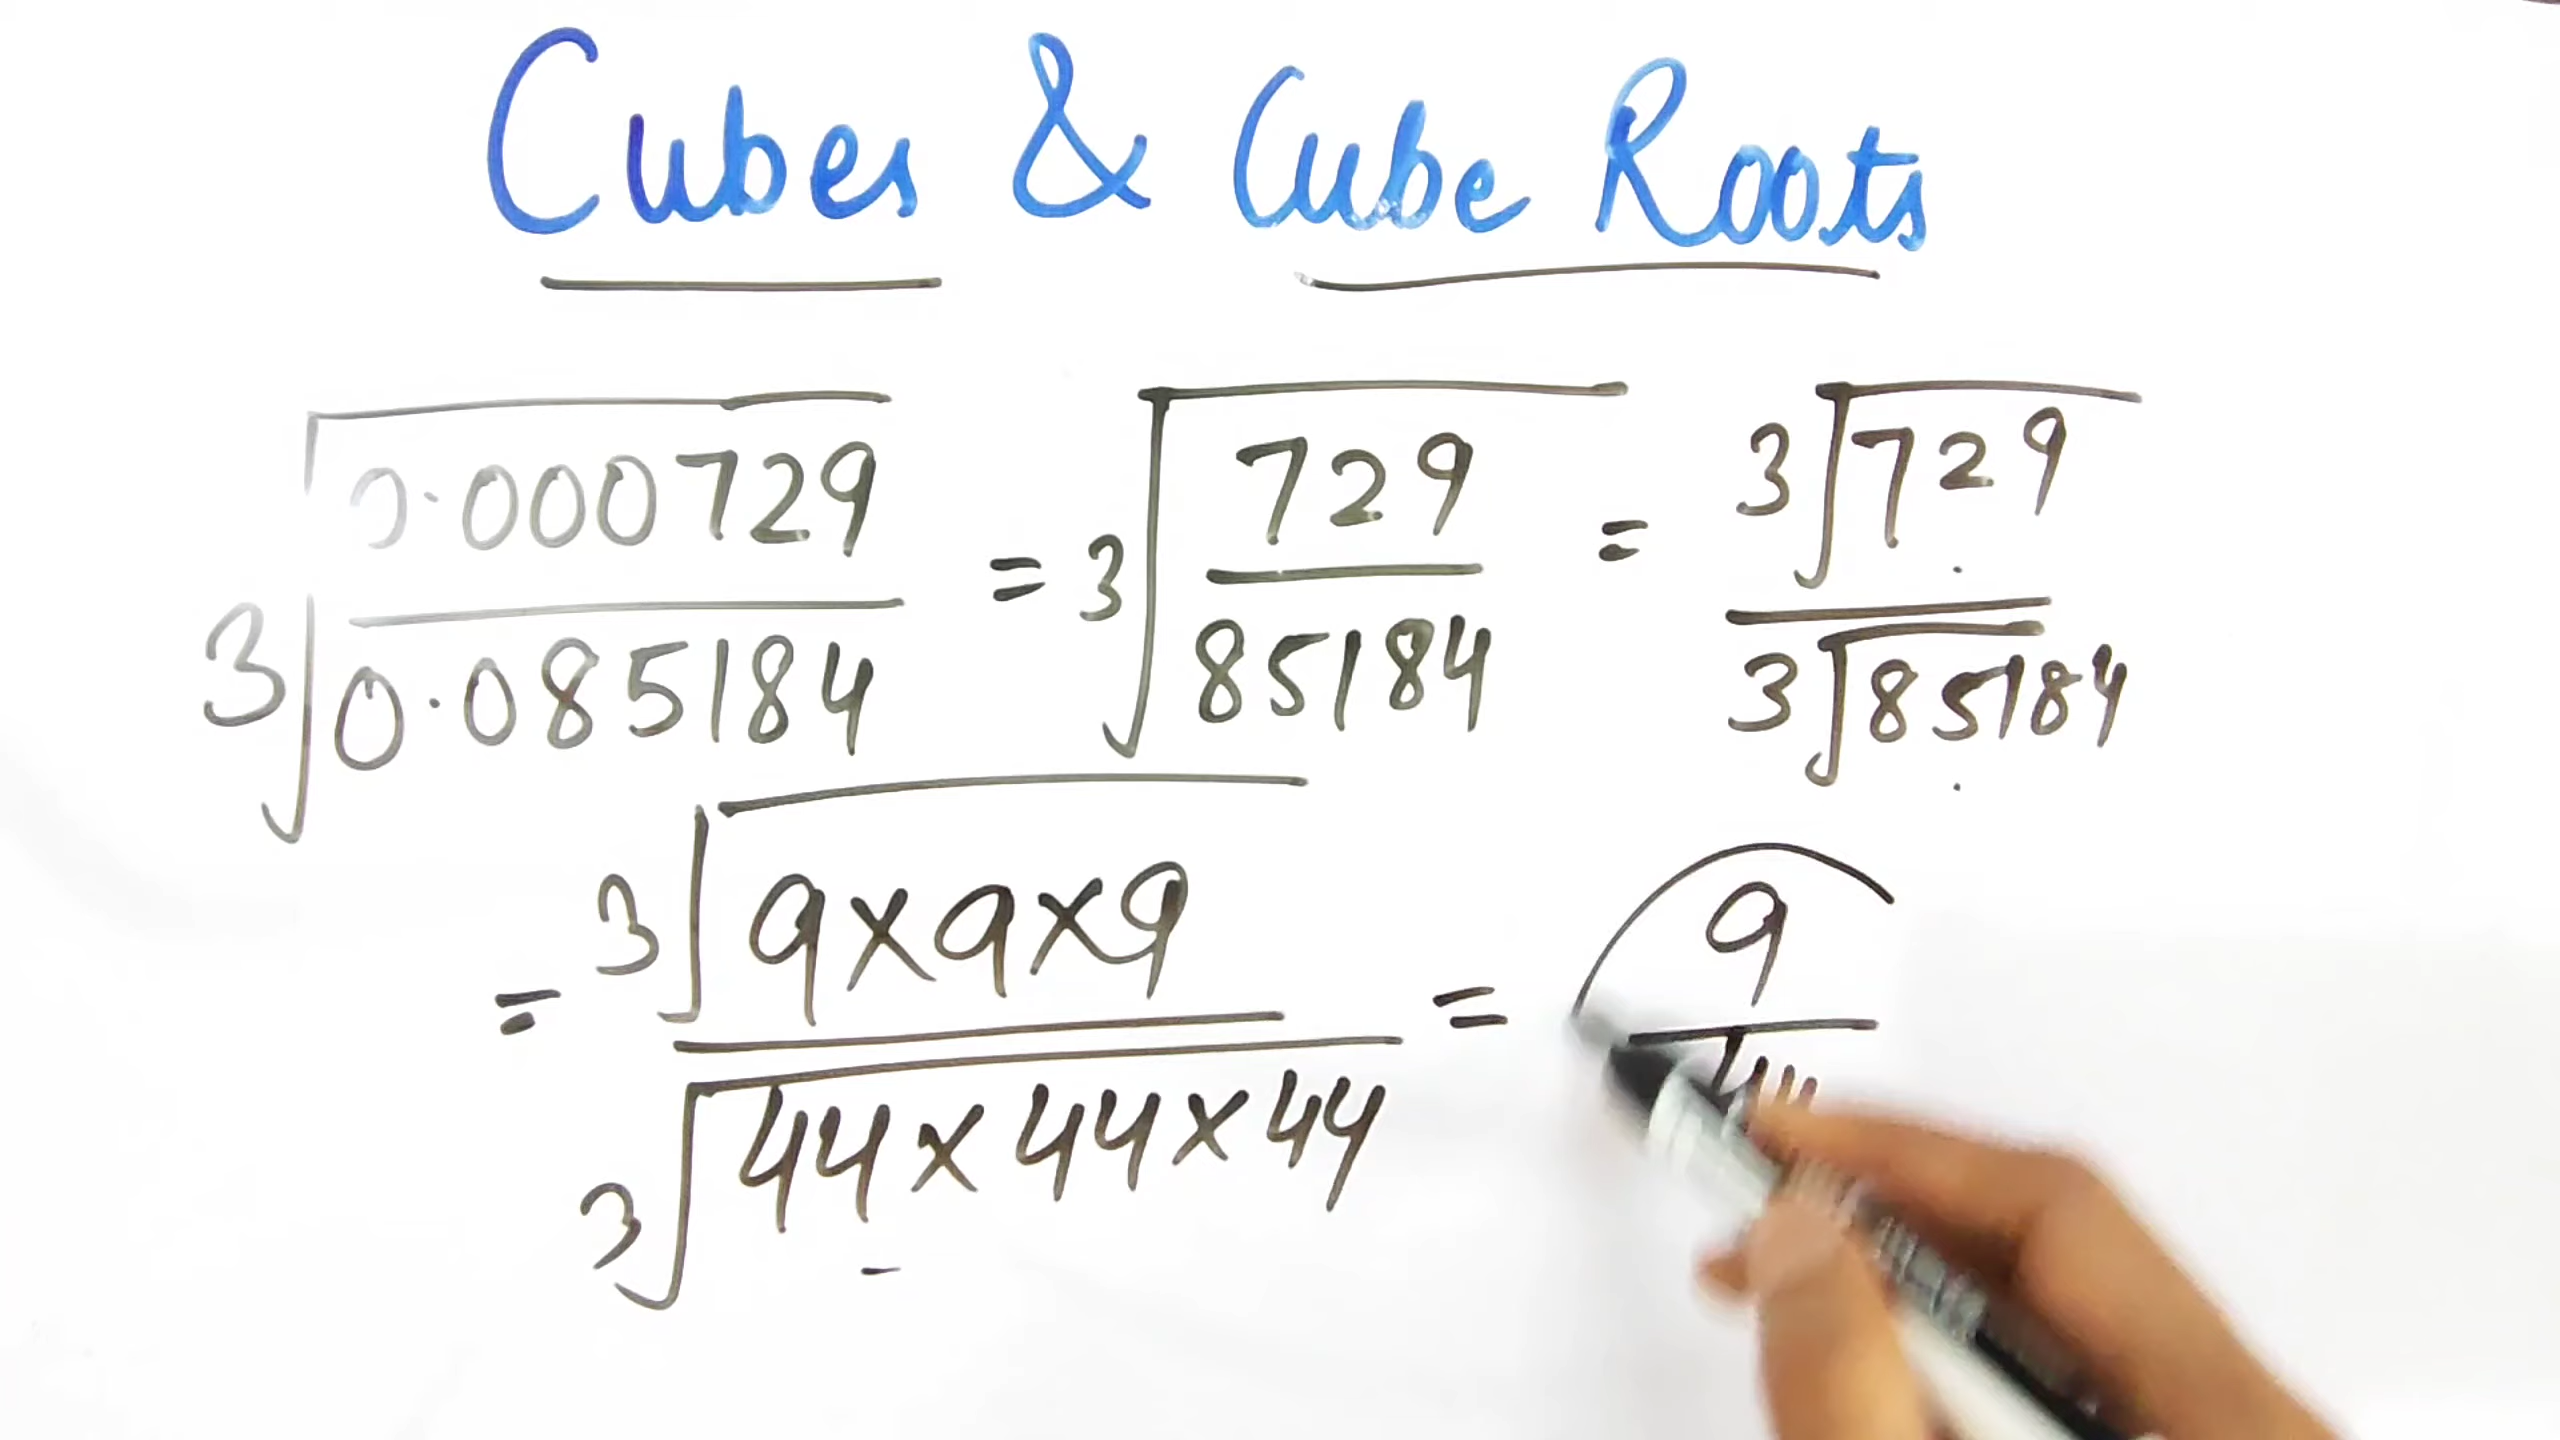 Cubes & Cube Roots
3√(0.000729 / 0.085184) = 3√(729 / 85184) = 3√729 / 3√85184
= 3√9×9×9 / 3√44×44×44 = 9 / 44